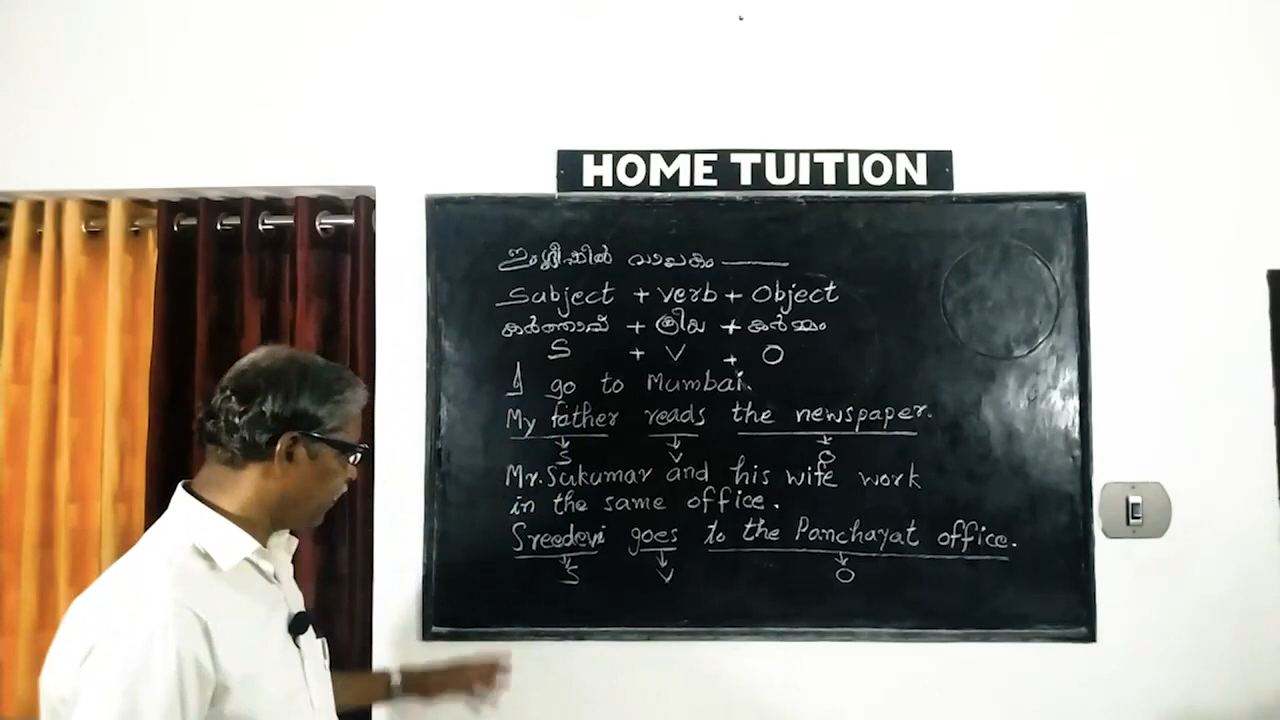 HOME TUITION
ഇംഗ്ലീഷിൽ വാചകം ———
Subject + verb + Object
കർത്താവ് + ക്രിയ + കർമ്മം
S + V + O
I go to Mumbai.
My father reads the newspaper.
S V O
Mr. Sukumar and his wife work
in the same office.
Sreedevi goes to the Panchayat office.
S V O